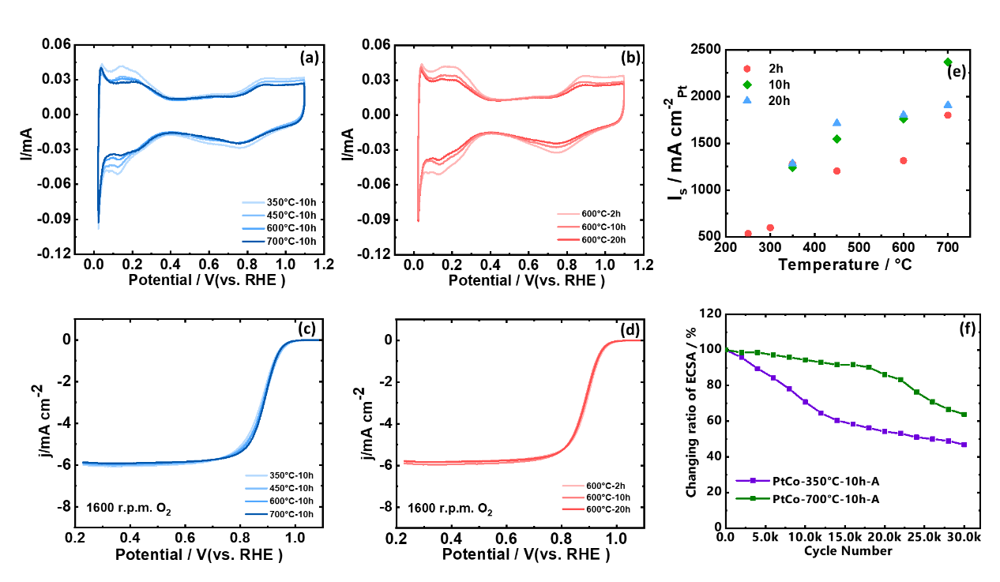 (a)
0.06
0.03
0.00
-0.03
-0.06
-0.09
-0.12
I/mA
350°C-10h
450°C-10h
600°C-10h
700°C-10h
0.0 0.2 0.4 0.6 0.8 1.0 1.2
Potential / V(vs. RHE )
(b)
0.06
0.03
0.00
-0.03
-0.06
-0.09
-0.12
I/mA
600°C-2h
600°C-10h
600°C-20h
0.0 0.2 0.4 0.6 0.8 1.0 1.2
Potential / V(vs. RHE )
(e)
2500
2000
1500
1000
500
I_s / mA cm^-2_Pt
2h
10h
20h
200 300 400 500 600 700
Temperature / °C
(c)
0
-2
-4
-6
-8
j/mA cm^-2
350°C-10h
450°C-10h
600°C-10h
700°C-10h
1600 r.p.m. O_2
0.2 0.4 0.6 0.8 1.0
Potential / V(vs. RHE )
(d)
0
-2
-4
-6
-8
j/mA cm^-2
600°C-2h
600°C-10h
600°C-20h
1600 r.p.m. O_2
0.2 0.4 0.6 0.8 1.0
Potential / V(vs. RHE )
(f)
120
100
80
60
40
20
0
Changing ratio of ECSA / %
PtCo-350°C-10h-A
PtCo-700°C-10h-A
0.0 5.0k 10.0k 15.0k 20.0k 25.0k 30.0k
Cycle Number